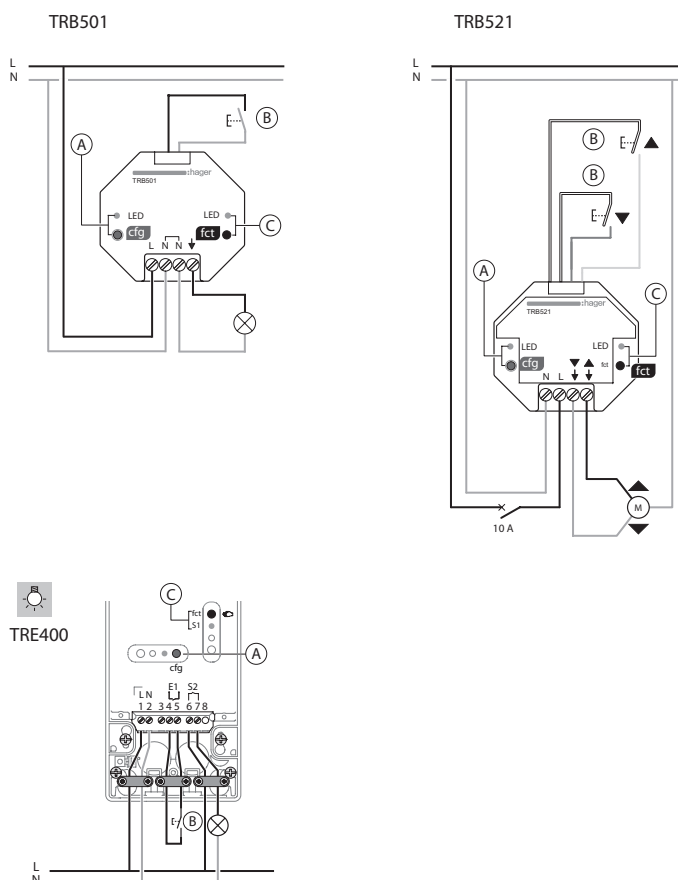 TRB501
L
N
B
A
:hager
TRB501
LED
LED
cfg
fct
C
L N N
TRB521
L
N
B
B
A
C
:hager
TRB521
LED
LED
cfg
fct
fct
N L
M
10 A
TRE400
C
fct
S1
A
cfg
E1 S2
L N
1 2 3 4 5 6 7 8
B
L
N